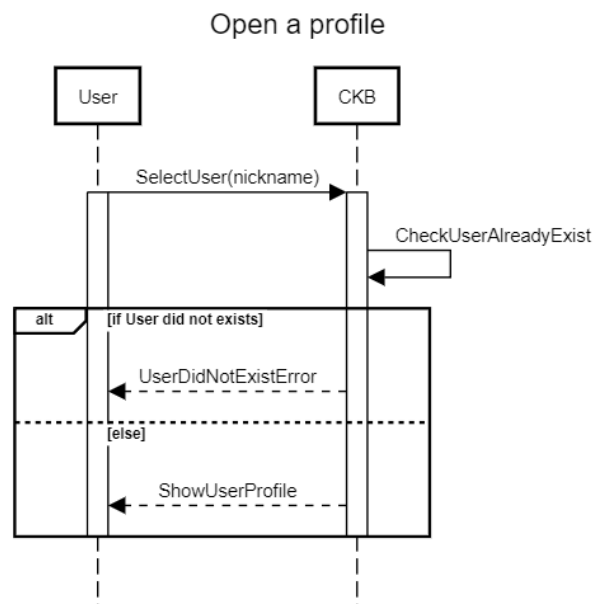 Open a profile
User
CKB
SelectUser(nickname)
CheckUserAlreadyExist
alt
[if User did not exists]
UserDidNotExistError
[else]
ShowUserProfile